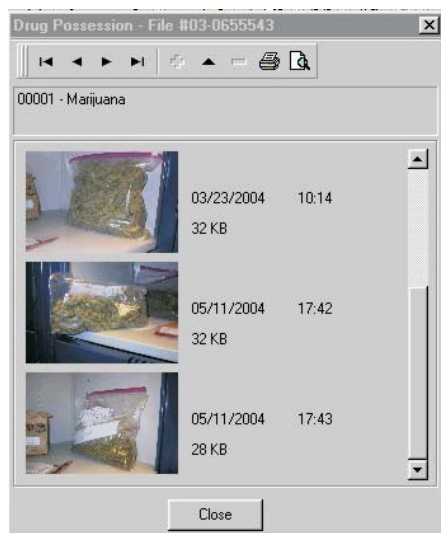 Drug Possession - File #03-0655543
00001 - Marijuana
03/23/2004 10:14
32 KB
05/11/2004 17:42
32 KB
05/11/2004 17:43
28 KB
Close